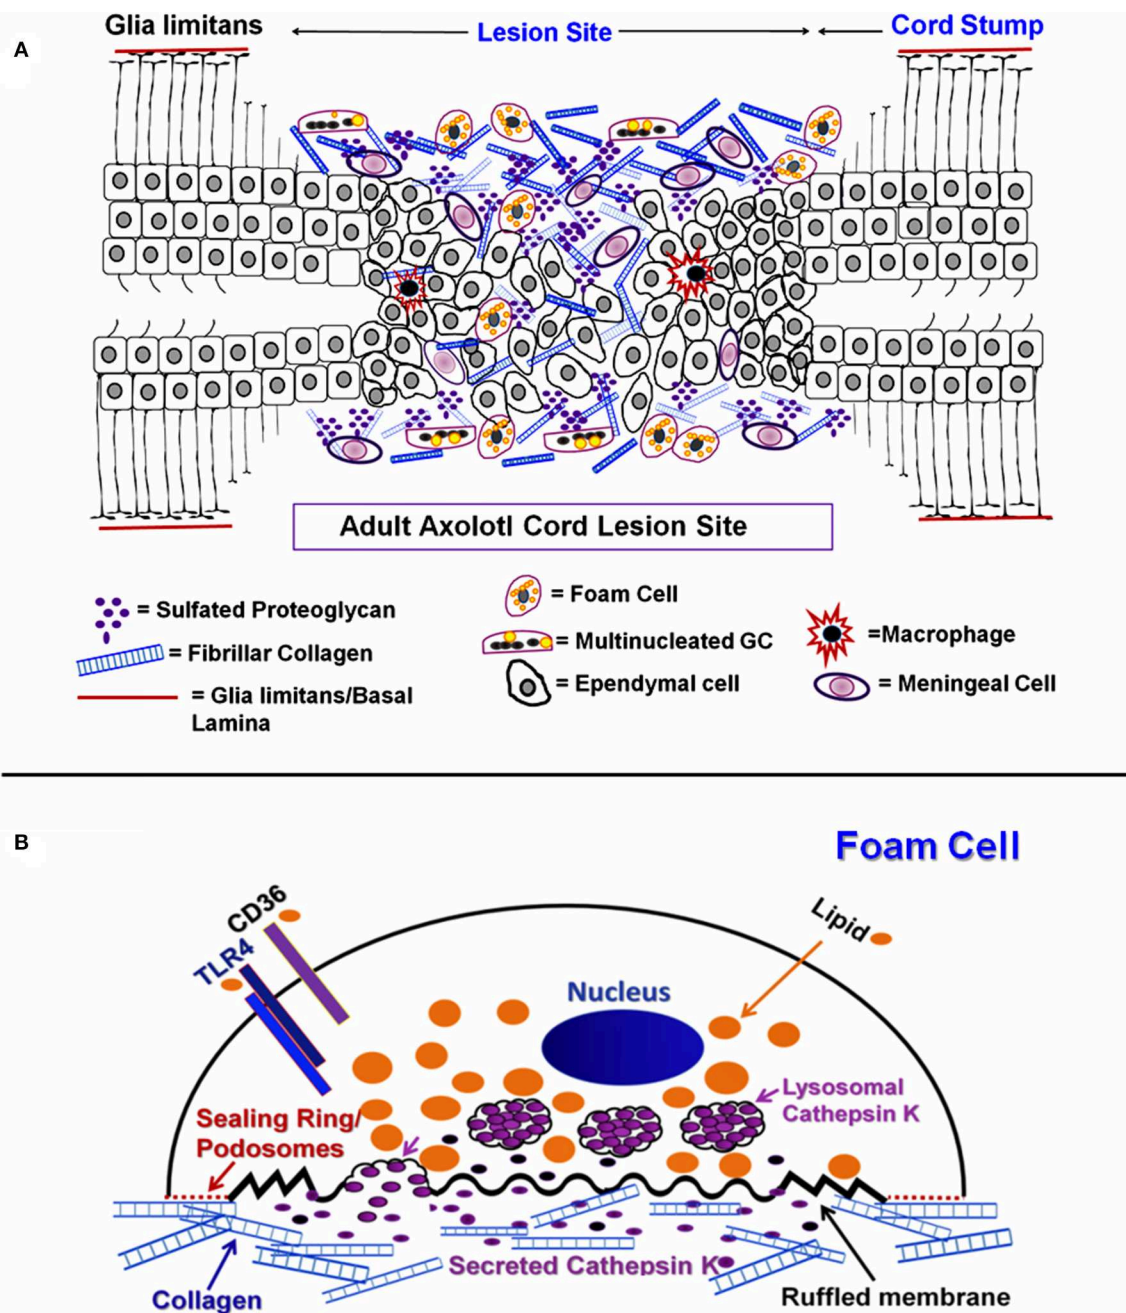 A
Glia limitans
Lesion Site
Cord Stump
Adult Axolotl Cord Lesion Site
= Sulfated Proteoglycan
= Fibrillar Collagen
= Glia limitans/Basal
Lamina
= Foam Cell
= Multinucleated GC
= Ependymal cell
=Macrophage
= Meningeal Cell
B
Foam Cell
CD36
TLR4
Lipid
Nucleus
Lysosomal
Cathepsin K
Sealing Ring/
Podosomes
Secreted Cathepsin K
Collagen
Ruffled membrane